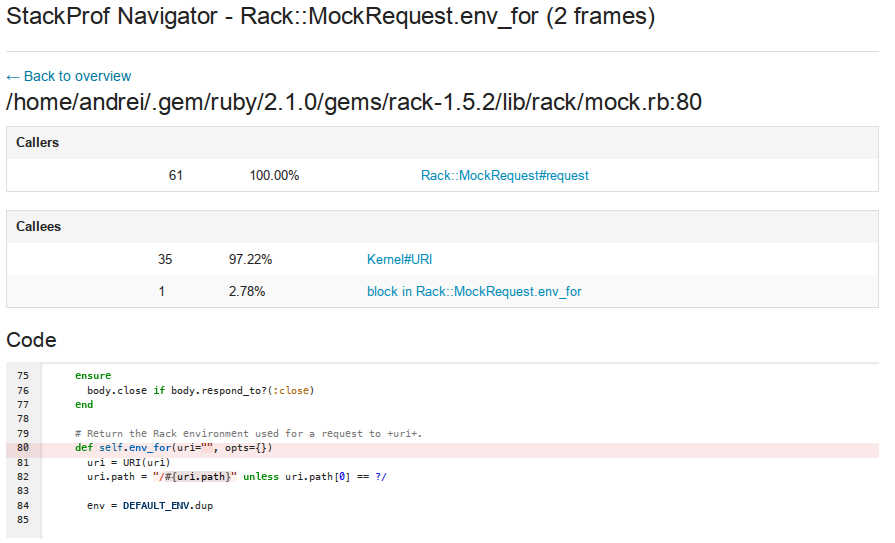 StackProf Navigator - Rack::MockRequest.env_for (2 frames)
← Back to overview
/home/andrei/.gem/ruby/2.1.0/gems/rack-1.5.2/lib/rack/mock.rb:80
Callers
61 100.00% Rack::MockRequest#request
Callees
35 97.22% Kernel#URI
1 2.78% block in Rack::MockRequest.env_for
Code
75 ensure
76 body.close if body.respond_to?(:close)
77 end
78
79 # Return the Rack environment used for a request to +uri+.
80 def self.env_for(uri="", opts={})
81 uri = URI(uri)
82 uri.path = "/#{uri.path}" unless uri.path[0] == ?/
83
84 env = DEFAULT_ENV.dup
85